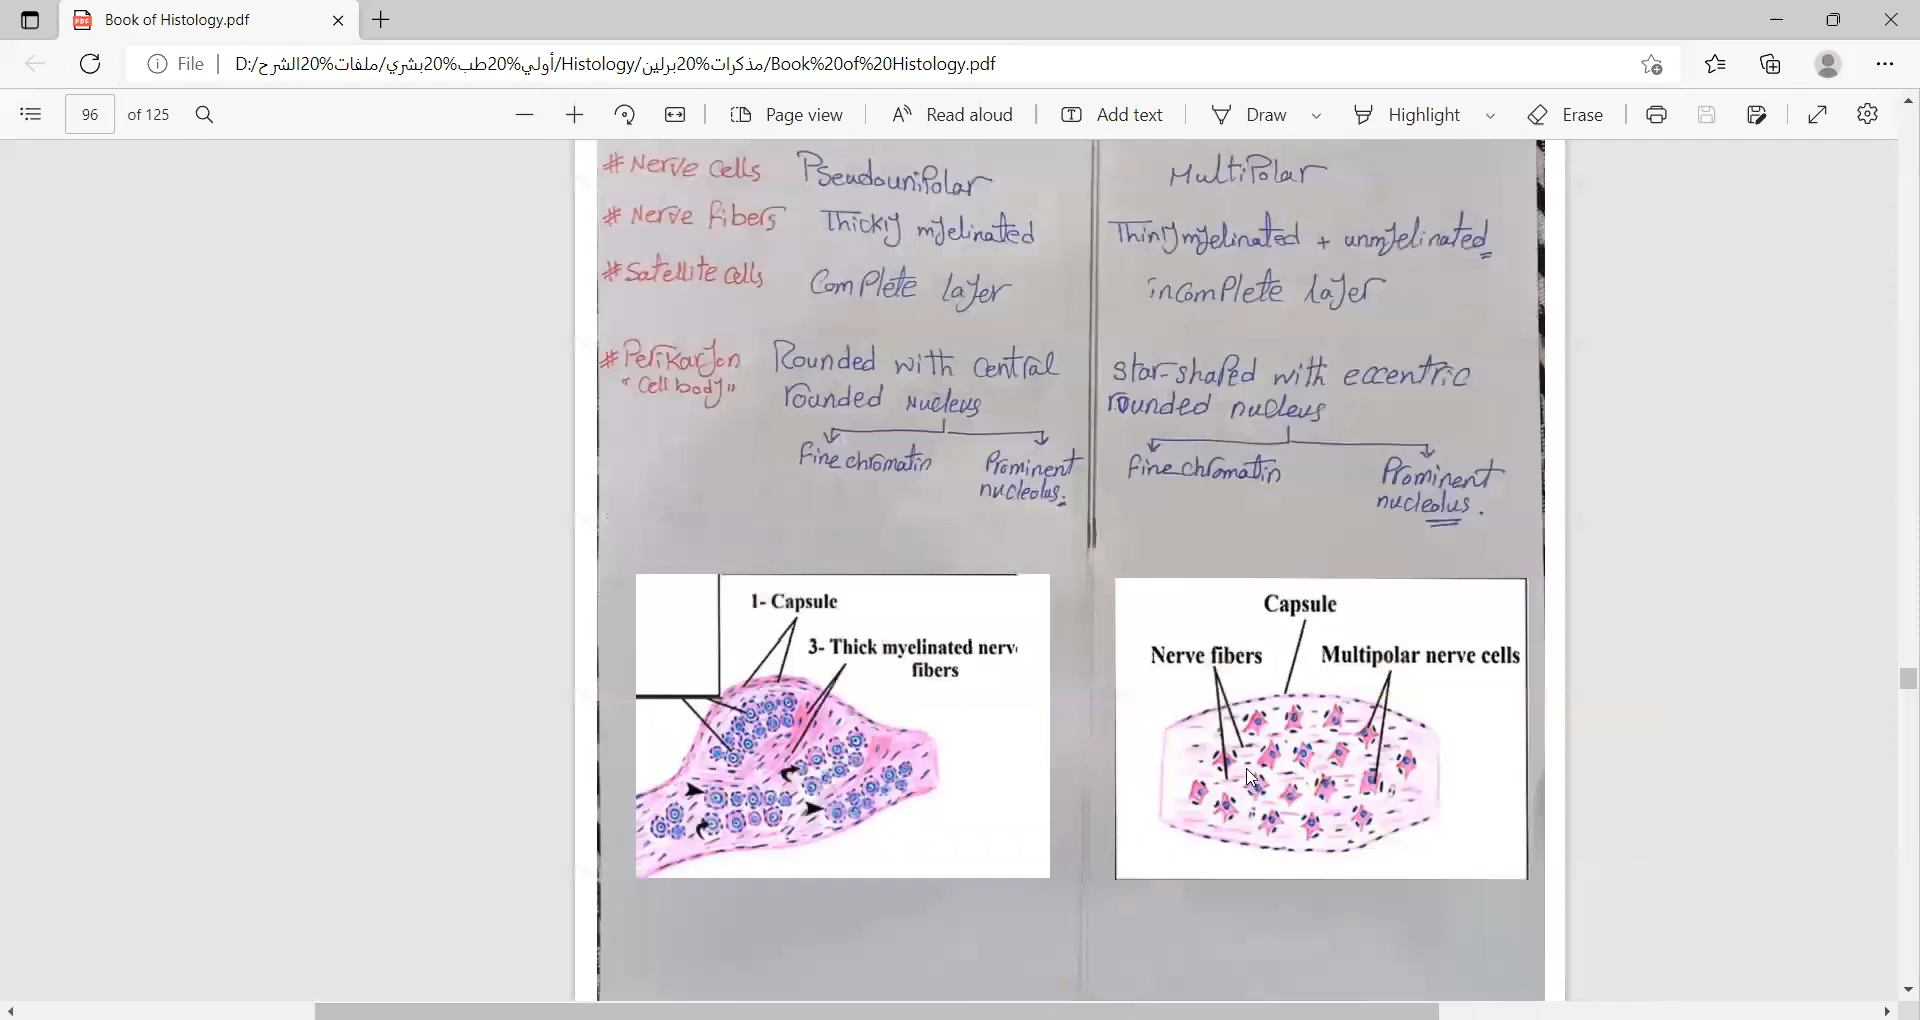 Book of Histology.pdf
File
D:/أولي%20طب%20بشري/ملفات%20الشرح/Histology/مذكرات%20برلين/Book%20of%20Histology.pdf
96 of 125
Page view
Read aloud
Add text
Draw
Highlight
Erase
# Nerve cells Pseudounipolar Multipolar
# Nerve fibers Thickly myelinated Thinly myelinated + unmyelinated
# Satellite cells Complete layer incomplete layer
# Perikaryon Rounded with central star-shaped with eccentric
"Cell body" rounded nucleus rounded nucleus
Fine chromatin Prominent Fine chromatin Prominent
nucleolus. nucleolus.
1- Capsule
3- Thick myelinated nerv
fibers
Capsule
Nerve fibers Multipolar nerve cells